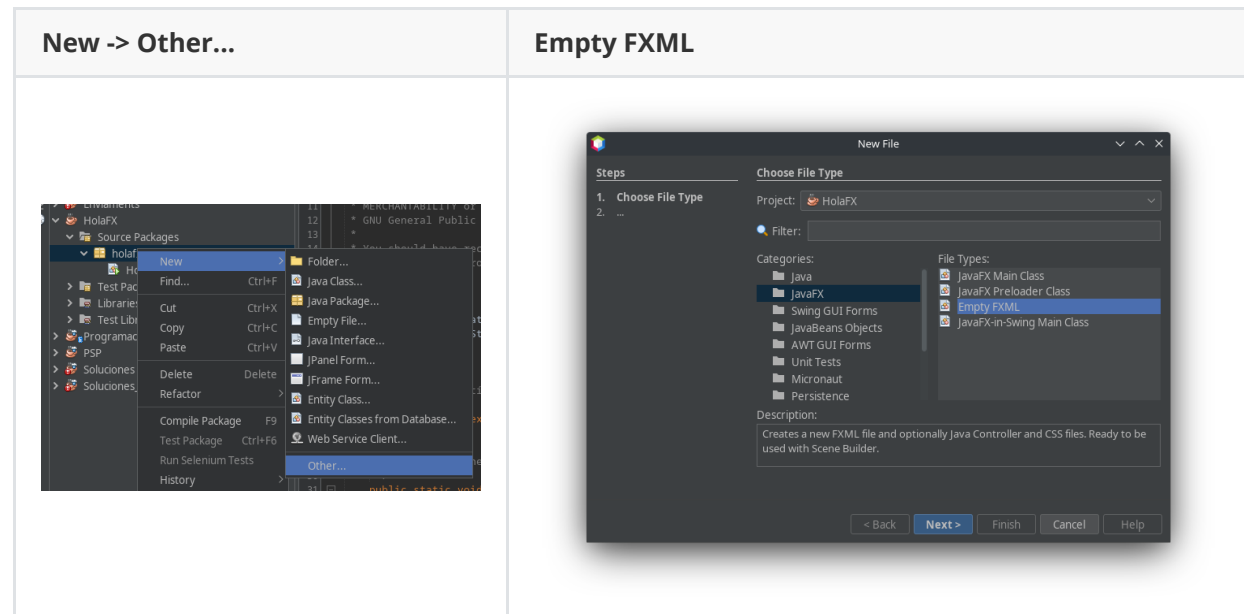 New -> Other...
Empty FXML
Enviaments
11 * MERCHANTABILITY or
HolaFX
12 * GNU General Public
Source Packages
13 *
14 * You should have rec
holaf
New
Folder...
Find... Ctrl+F
Java Class...
Test Pac
Java Package...
Libraries
Cut Ctrl+X
Empty File...
Test Libr
Copy Ctrl+C
Java Interface...
Programac
Paste Ctrl+V
JPanel Form...
PSP
Soluciones
Delete Delete
JFrame Form...
Soluciones_
Refactor
Entity Class...
Compile Package F9
Entity Classes from Database...
Test Package Ctrl+F6
Web Service Client...
Run Selenium Tests
Other...
History
31 public static void
New File
Steps
Choose File Type
1. Choose File Type
2. ...
Project: HolaFX
Filter:
Categories:
File Types:
Java
JavaFX
Swing GUI Forms
JavaBeans Objects
AWT GUI Forms
Unit Tests
Micronaut
Persistence
JavaFX Main Class
JavaFX Preloader Class
Empty FXML
JavaFX-in-Swing Main Class
Description:
Creates a new FXML file and optionally Java Controller and CSS files. Ready to be
used with Scene Builder.
< Back
Next >
Finish
Cancel
Help